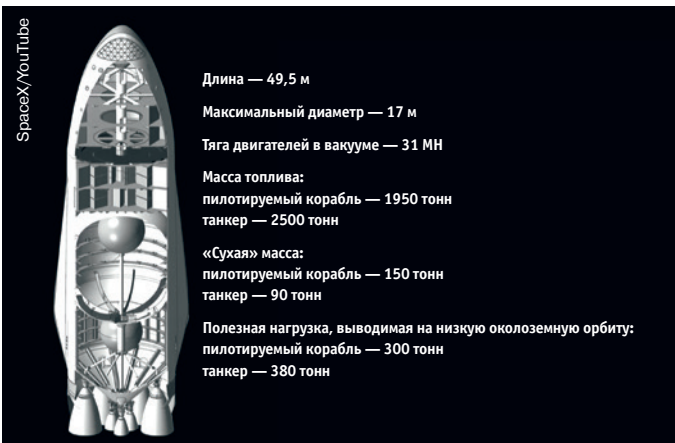 SpaceX/YouTube
Длина — 49,5 м
Максимальный диаметр — 17 м
Тяга двигателей в вакууме — 31 МН
Масса топлива:
пилотируемый корабль — 1950 тонн
танкер — 2500 тонн
«Сухая» масса:
пилотируемый корабль — 150 тонн
танкер — 90 тонн
Полезная нагрузка, выводимая на низкую околоземную орбиту:
пилотируемый корабль — 300 тонн
танкер — 380 тонн